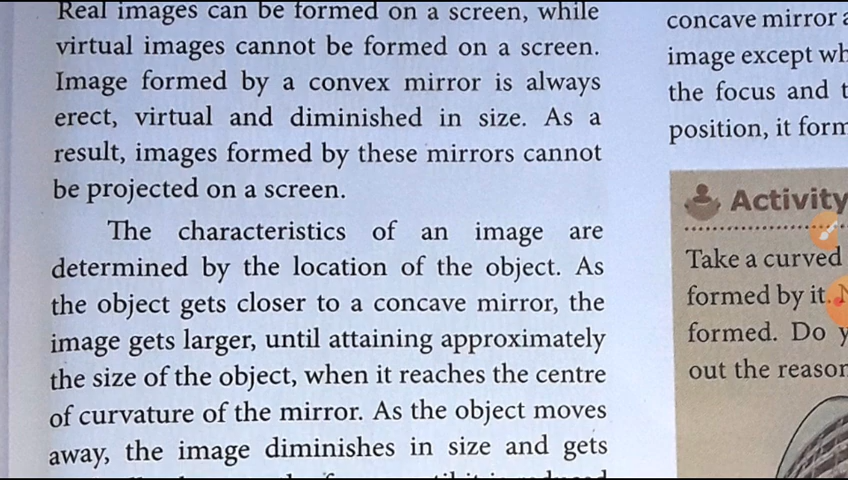 Real images can be formed on a screen, while
virtual images cannot be formed on a screen.
Image formed by a convex mirror is always
erect, virtual and diminished in size. As a
result, images formed by these mirrors cannot
be projected on a screen.
The characteristics of an image are
determined by the location of the object. As
the object gets closer to a concave mirror, the
image gets larger, until attaining approximately
the size of the object, when it reaches the centre
of curvature of the mirror. As the object moves
away, the image diminishes in size and gets
concave mirror
image except
the focus and
position, it
Activity
Take a curved
formed by it.
formed. Do
out the